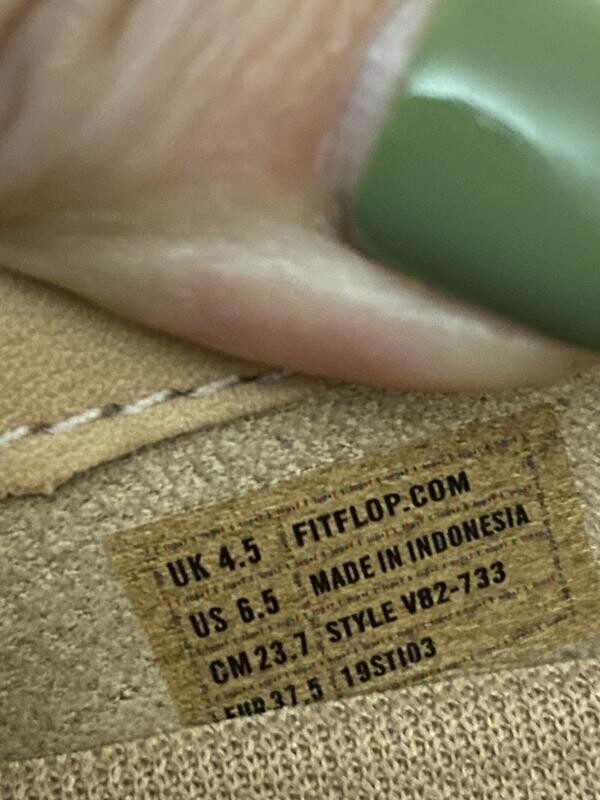 UK 4.5 FITFLOP.COM
US 6.5 MADE IN INDONESIA
CM 23.7 STYLE V82-733
EUR 37.5 19STI03